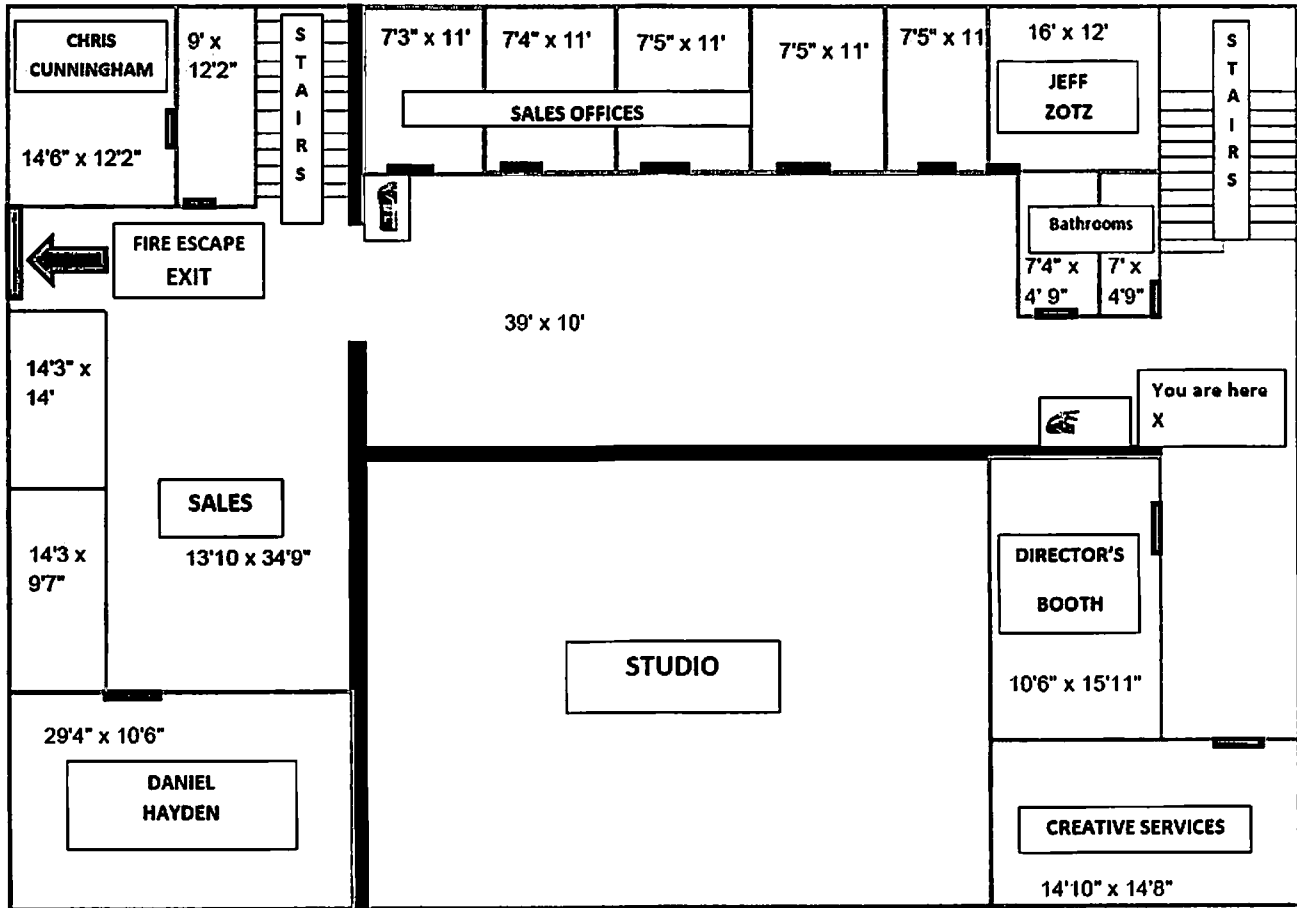 CHRIS
CUNNINGHAM
14'6" x 12'2"
9' x
12'2"
S
T
A
I
R
S
7'3" x 11'
7'4" x 11'
7'5" x 11'
7'5" x 11'
7'5" x 11
SALES OFFICES
16' x 12'
JEFF
ZOTZ
S
T
A
I
R
S
Bathrooms
7'4" x
4' 9"
7' x
4'9"
FIRE ESCAPE
EXIT
39' x 10'
You are here
X
14'3" x
14'
SALES
13'10 x 34'9"
14'3 x
9'7"
29'4" x 10'6"
DANIEL
HAYDEN
STUDIO
DIRECTOR'S
BOOTH
10'6" x 15'11"
CREATIVE SERVICES
14'10" x 14'8"